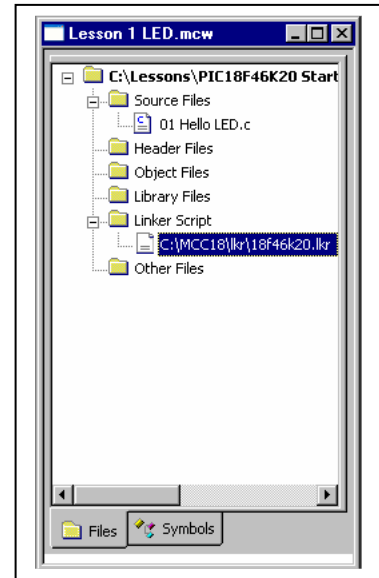 Lesson 1 LED.mcw
C:\Lessons\PIC18F46K20 Start
Source Files
01 Hello LED.c
Header Files
Object Files
Library Files
Linker Script
C:\MCC18\lkr\18f46k20.lkr
Other Files
Files
Symbols